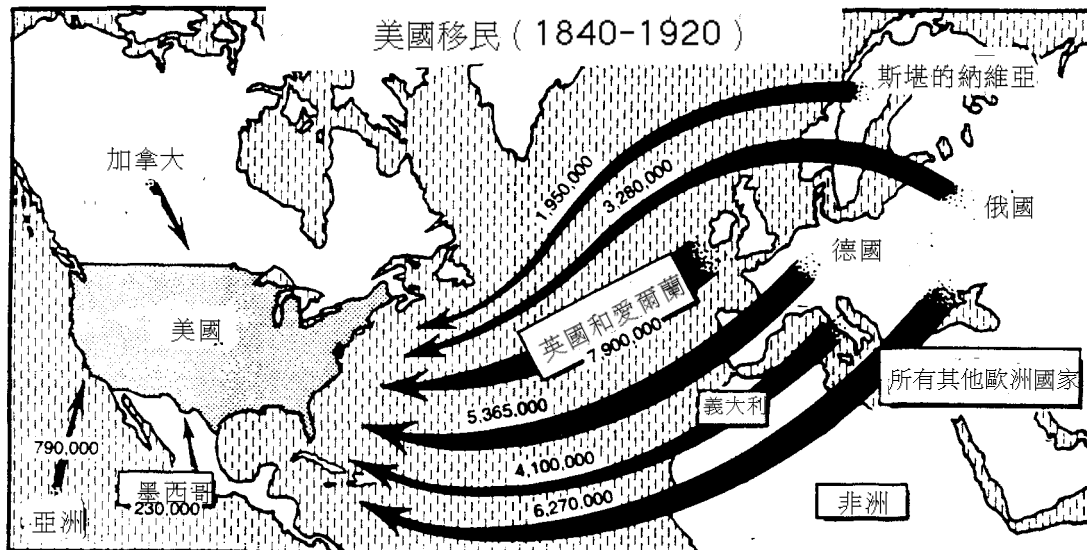 美國移民（1840-1920）
斯堪的納維亞
加拿大
1.950.000
3.280.000
俄國
德國
美國
英國和愛爾蘭
7 900.000
所有其他歐洲國家
義大利
5.365.000
790.000
4.100.000
墨西哥
230.000
6.270.000
非洲
亞洲